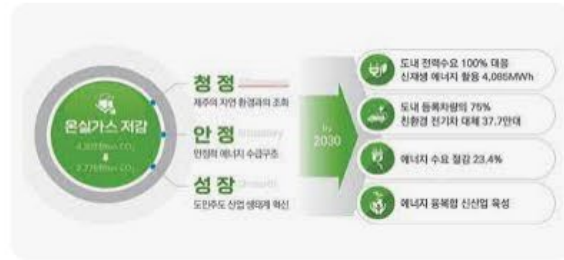 온실가스 저감
청정
제주의 자연 환경과의 조화
안정
안정적 에너지 수급구조
성장
도민주도 산업 생태계 혁신
by
2030
도내 전력수요 100% 대응
신재생 에너지 활용 4,085MWh
도내 등록차량의 75%
친환경 전기차 대체 37.7만대
에너지 수요 절감 23.4%
에너지 융복합 신산업 육성